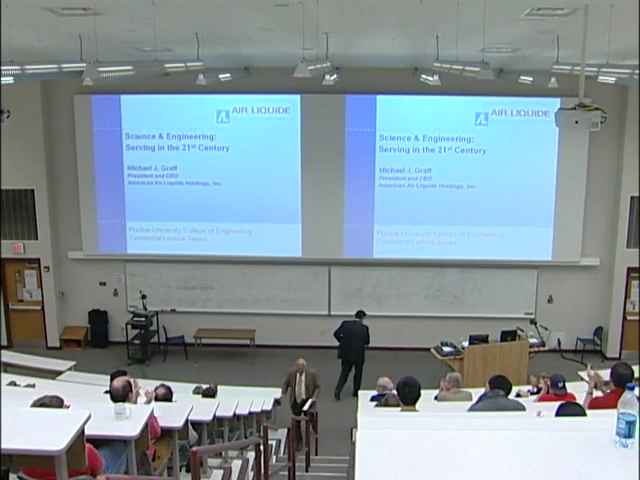 AIR LIQUIDE
Science & Engineering:
Serving in the 21st Century
Michael J. Graff
President and CEO
American Air Liquide Holdings, Inc.
Purdue University College of Engineering
Centennial Lecture Series
AIR LIQUIDE
Science & Engineering:
Serving in the 21st Century
Michael J. Graff
President and CEO
American Air Liquide Holdings, Inc.
Purdue University College of Engineering
Centennial Lecture Series